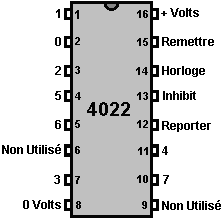 1 1 16 + Volts
0 2 15 Remettre
2 3 14 Horloge
5 4 13 Inhibit
4022
6 5 12 Reporter
Non Utilisé 6 11 4
3 7 10 7
0 Volts 8 9 Non Utilisé